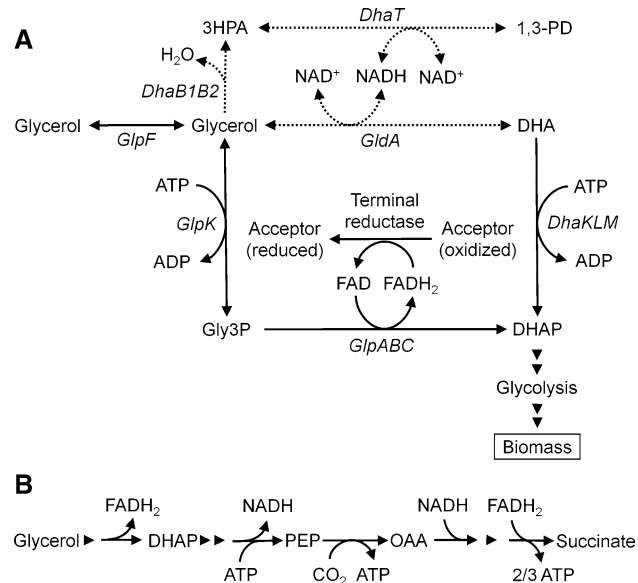 A
3HPA
DhaT
1,3-PD
H₂O
NAD⁺ NADH NAD⁺
DhaB1B2
Glycerol
GlpF
Glycerol
GldA
DHA
ATP
GlpK
ADP
Terminal
reductase
Acceptor
(reduced)
Acceptor
(oxidized)
ATP
DhaKLM
ADP
FAD FADH₂
Gly3P
GlpABC
DHAP
Glycolysis
Biomass
B
FADH₂ NADH NADH FADH₂
Glycerol DHAP PEP OAA Succinate
ATP CO₂ ATP 2/3 ATP